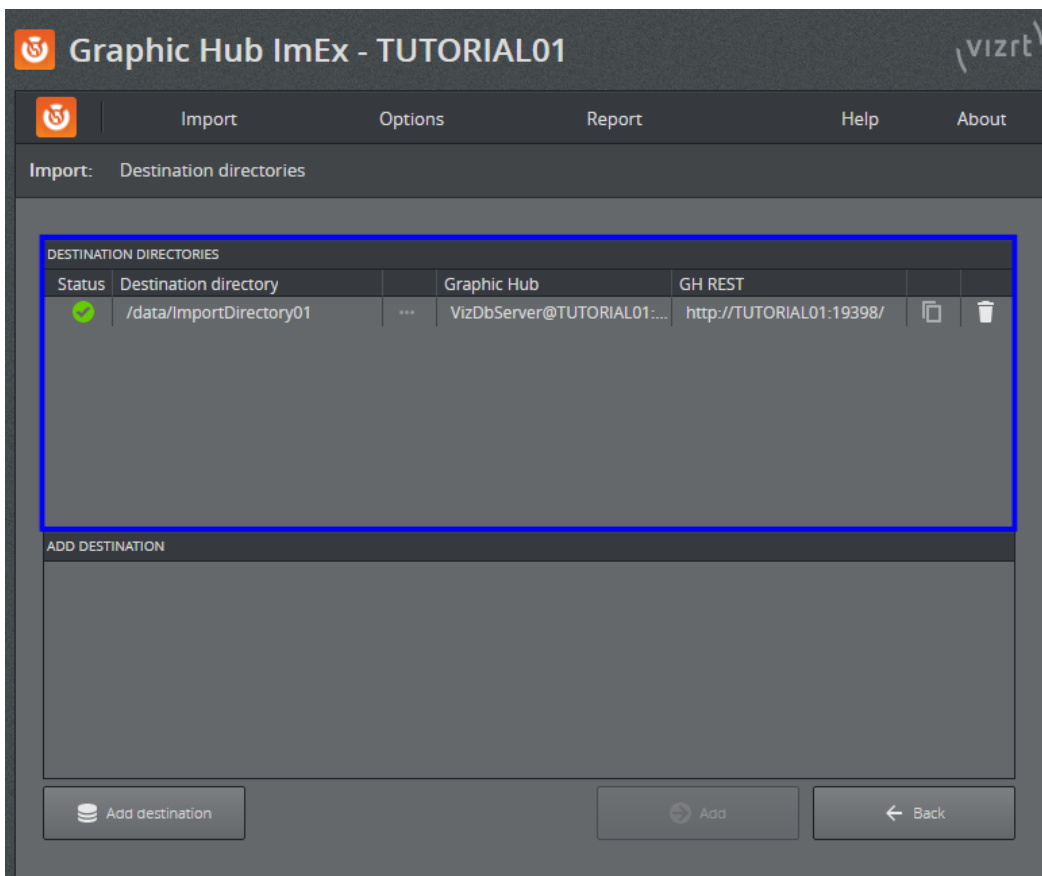 Graphic Hub ImEx - TUTORIAL01
vizrt
Import Options Report Help About
Import: Destination directories
DESTINATION DIRECTORIES
Status Destination directory Graphic Hub GH REST
/data/ImportDirectory01 ... VizDbServer@TUTORIAL01:... http://TUTORIAL01:19398/
ADD DESTINATION
Add destination Add Back